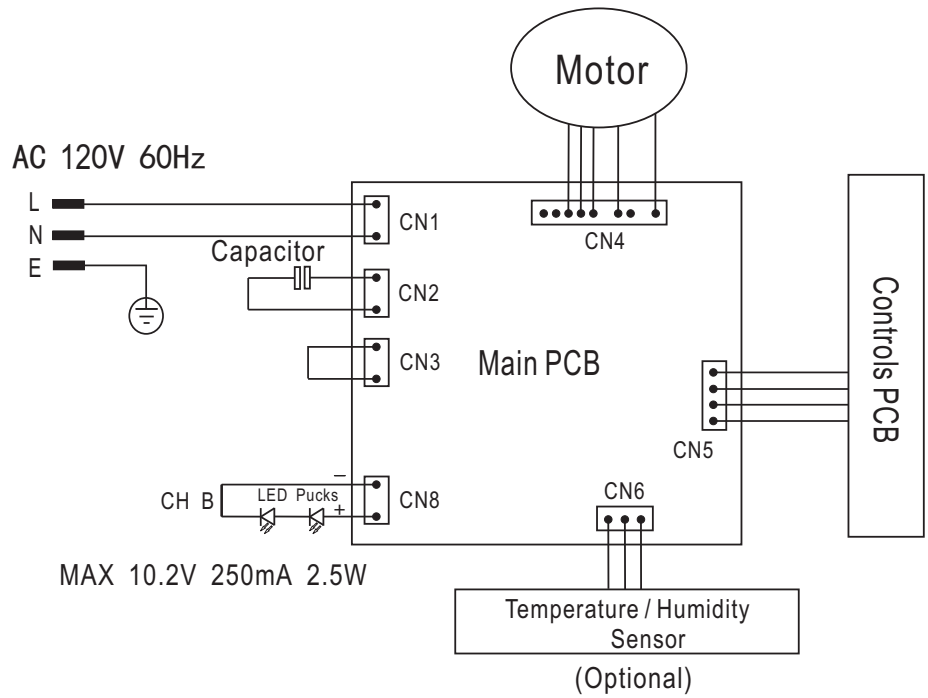 Motor
AC 120V 60Hz
L
N
E
CN1
CN4
Capacitor
CN2
CN3
Main PCB
Controls PCB
CN5
CH B
LED Pucks
−
+
CN8
CN6
MAX 10.2V 250mA 2.5W
Temperature / Humidity
Sensor
(Optional)